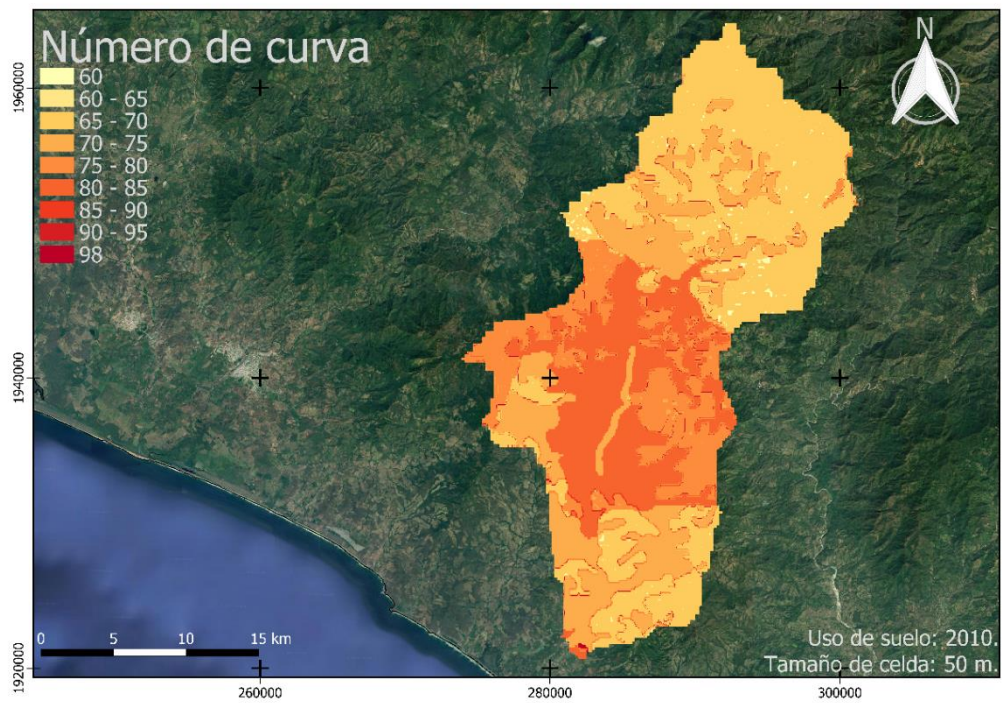 Número de curva
60
60 - 65
65 - 70
70 - 75
75 - 80
80 - 85
85 - 90
90 - 95
98
N
1960000
1940000
1920000
0 5 10 15 km
Uso de suelo: 2010.
Tamaño de celda: 50 m.
260000 280000 300000